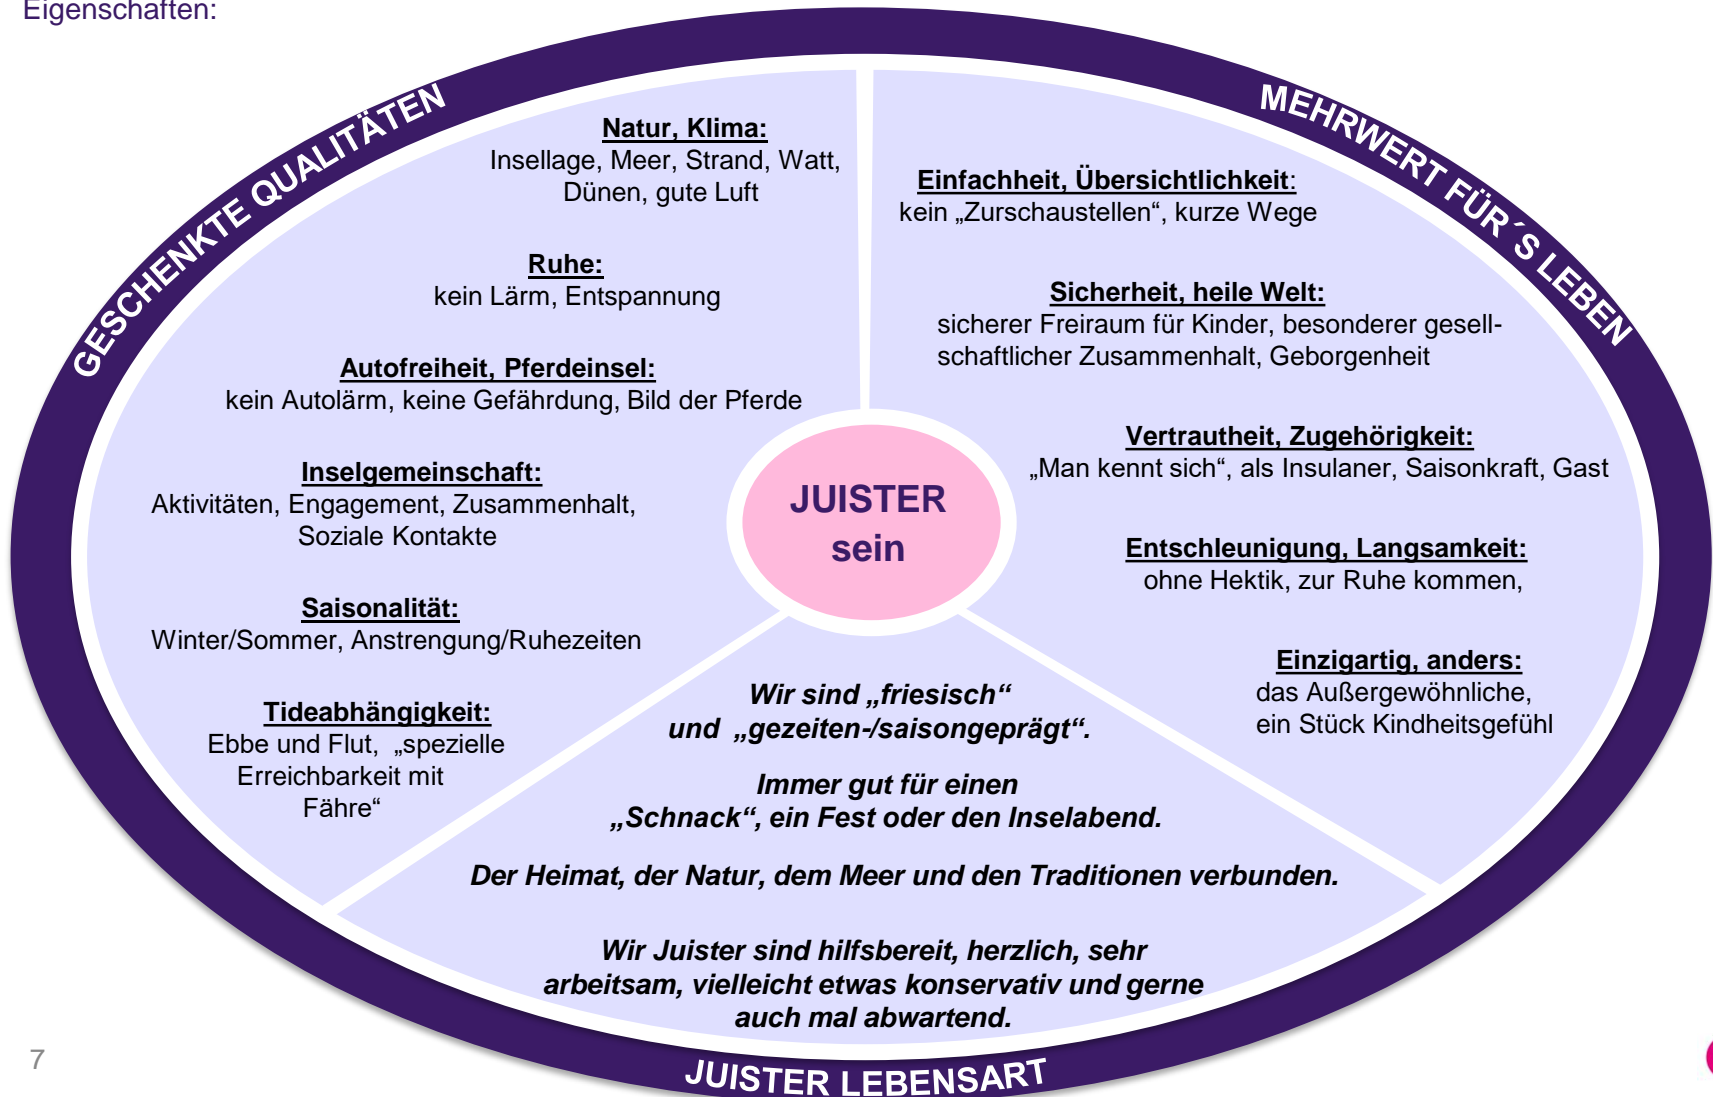 Eigenschaften:
GESCHENKTE QUALITÄTEN
Natur, Klima:
Insellage, Meer, Strand, Watt,
Dünen, gute Luft
Ruhe:
kein Lärm, Entspannung
Autofreiheit, Pferdeinsel:
kein Autolärm, keine Gefährdung, Bild der Pferde
Inselgemeinschaft:
Aktivitäten, Engagement, Zusammenhalt,
Soziale Kontakte
Saisonalität:
Winter/Sommer, Anstrengung/Ruhezeiten
Tideabhängigkeit:
Ebbe und Flut,  „spezielle
Erreichbarkeit mit
Fähre“
MEHRWERT FÜR´S LEBEN
Einfachheit, Übersichtlichkeit:
kein „Zurschaustellen“, kurze Wege
Sicherheit, heile Welt:
sicherer Freiraum für Kinder, besonderer gesell-
schaftlicher Zusammenhalt, Geborgenheit
Vertrautheit, Zugehörigkeit:
„Man kennt sich“, als Insulaner, Saisonkraft, Gast
Entschleunigung, Langsamkeit:
ohne Hektik, zur Ruhe kommen,
Einzigartig, anders:
das Außergewöhnliche,
ein Stück Kindheitsgefühl
JUISTER
sein
Wir sind „friesisch“
und  „gezeiten-/saisongeprägt“.
Immer gut für einen
„Schnack“, ein Fest oder den Inselabend.
Der Heimat, der Natur, dem Meer und den Traditionen verbunden.
Wir Juister sind hilfsbereit, herzlich, sehr
arbeitsam, vielleicht etwas konservativ und gerne
auch mal abwartend.
JUISTER LEBENSART
7